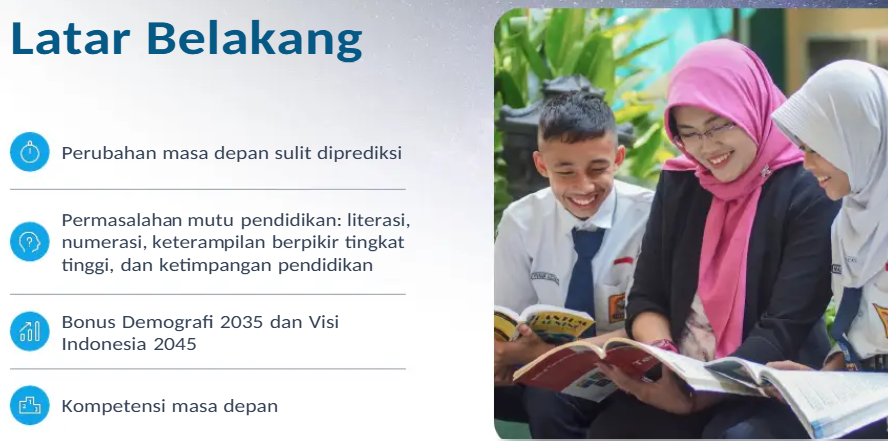 Latar Belakang
Perubahan masa depan sulit diprediksi
Permasalahan mutu pendidikan: literasi,
numerasi, keterampilan berpikir tingkat
tinggi, dan ketimpangan pendidikan
Bonus Demografi 2035 dan Visi
Indonesia 2045
Kompetensi masa depan